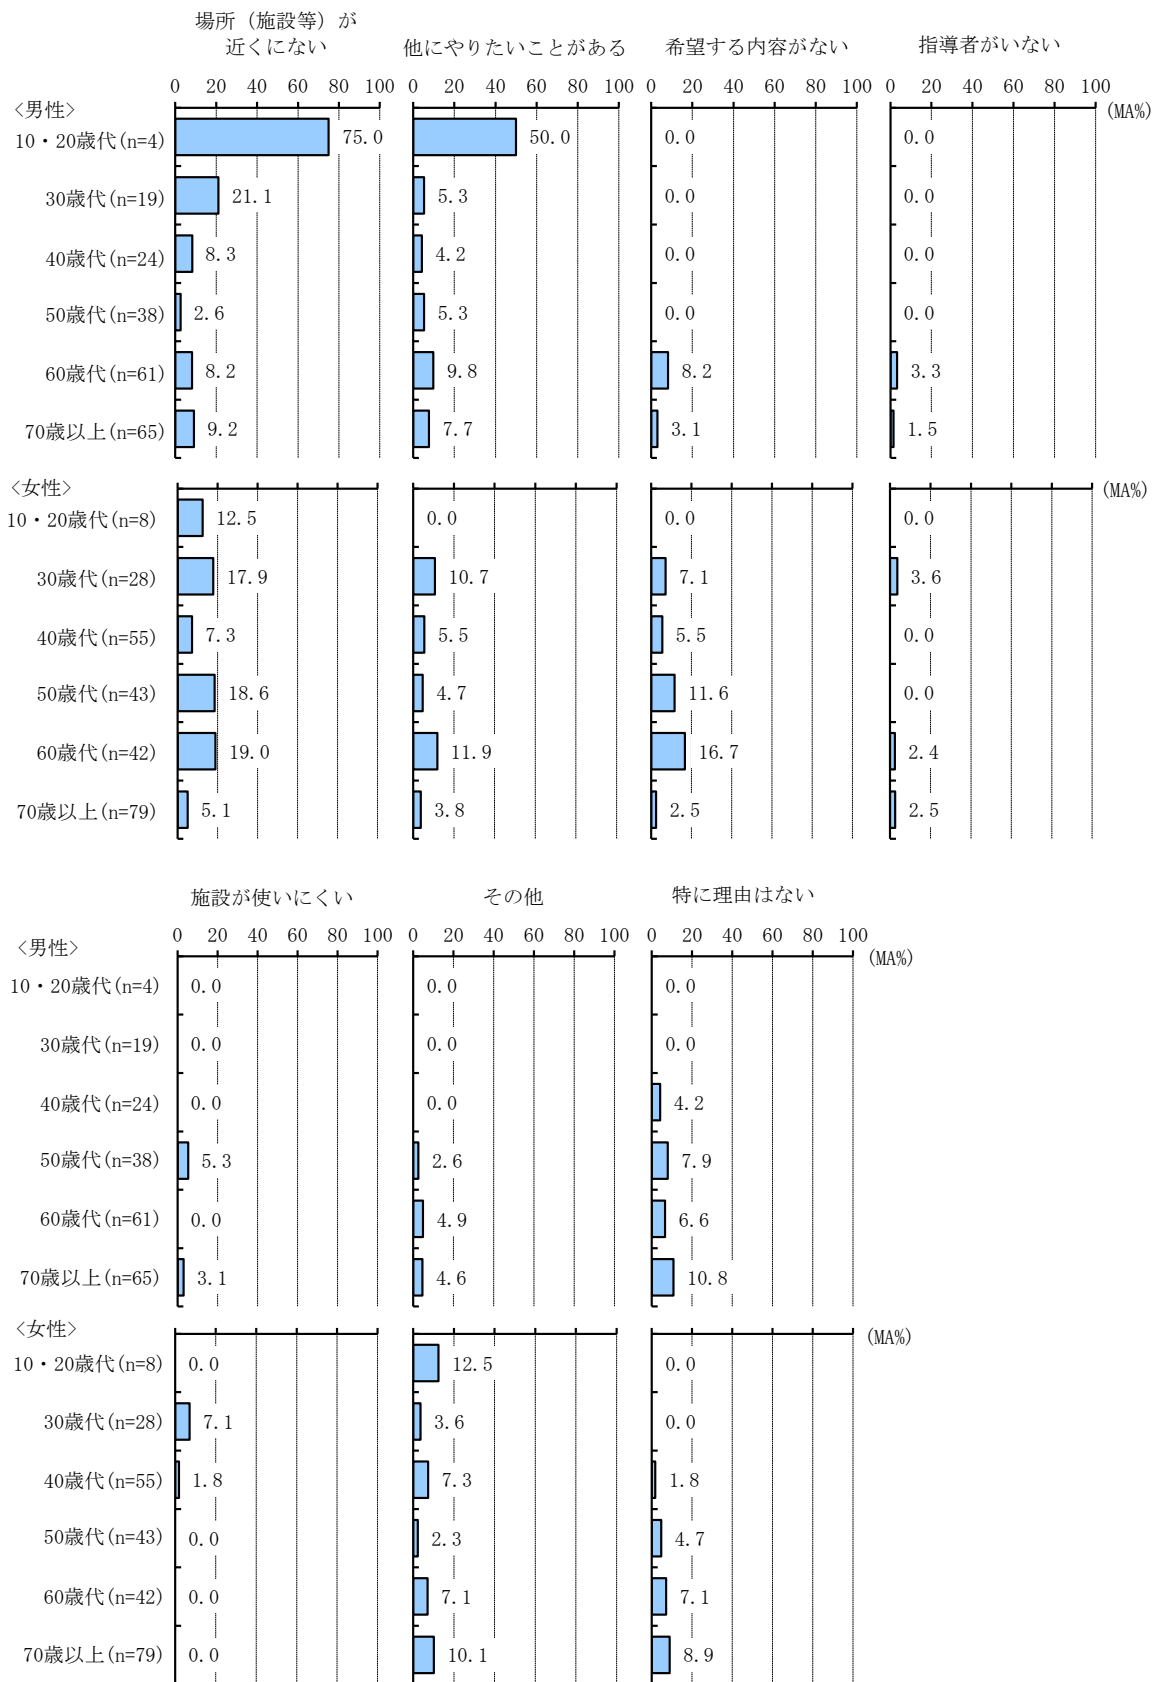 場所（施設等）が
近くにない
他にやりたいことがある
希望する内容がない
指導者がいない
0 20 40 60 80 100 0 20 40 60 80 100 0 20 40 60 80 100 0 20 40 60 80 100
<男性> (MA%)
10・20歳代(n=4) 75.0 50.0 0.0 0.0
30歳代(n=19) 21.1 5.3 0.0 0.0
40歳代(n=24) 8.3 4.2 0.0 0.0
50歳代(n=38) 2.6 5.3 0.0 0.0
60歳代(n=61) 8.2 9.8 8.2 3.3
70歳以上(n=65) 9.2 7.7 3.1 1.5
<女性> (MA%)
10・20歳代(n=8) 12.5 0.0 0.0 0.0
30歳代(n=28) 17.9 10.7 7.1 3.6
40歳代(n=55) 7.3 5.5 5.5 0.0
50歳代(n=43) 18.6 4.7 11.6 0.0
60歳代(n=42) 19.0 11.9 16.7 2.4
70歳以上(n=79) 5.1 3.8 2.5 2.5
施設が使いにくい その他 特に理由はない
0 20 40 60 80 100 0 20 40 60 80 100 0 20 40 60 80 100
<男性> (MA%)
10・20歳代(n=4) 0.0 0.0 0.0
30歳代(n=19) 0.0 0.0 0.0
40歳代(n=24) 0.0 0.0 4.2
50歳代(n=38) 5.3 2.6 7.9
60歳代(n=61) 0.0 4.9 6.6
70歳以上(n=65) 3.1 4.6 10.8
<女性> (MA%)
10・20歳代(n=8) 0.0 12.5 0.0
30歳代(n=28) 7.1 3.6 0.0
40歳代(n=55) 1.8 7.3 1.8
50歳代(n=43) 0.0 2.3 4.7
60歳代(n=42) 0.0 7.1 7.1
70歳以上(n=79) 0.0 10.1 8.9